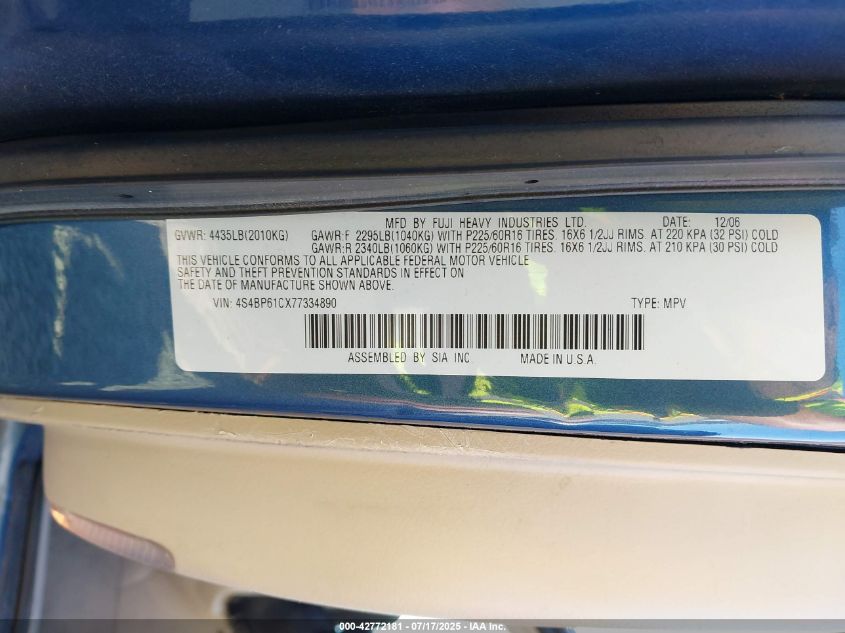 MFD BY FUJI HEAVY INDUSTRIES LTD. DATE: 12/06
GVWR: 4435LB(2010KG) GAWR:F 2295LB(1040KG) WITH P225/60R16 TIRES. 16X6 1/2JJ RIMS. AT 220 KPA (32 PSI) COLD
GAWR:R 2340LB(1060KG) WITH P225/60R16 TIRES. 16X6 1/2JJ RIMS. AT 210 KPA (30 PSI) COLD
THIS VEHICLE CONFORMS TO ALL APPLICABLE FEDERAL MOTOR VEHICLE
SAFETY AND THEFT PREVENTION STANDARDS IN EFFECT ON
THE DATE OF MANUFACTURE SHOWN ABOVE.
VIN: 4S4BP61CX77334890 TYPE: MPV
ASSEMBLED BY SIA INC MADE IN U.S.A.
000-42772181 - 07/17/2025 - IAA Inc.